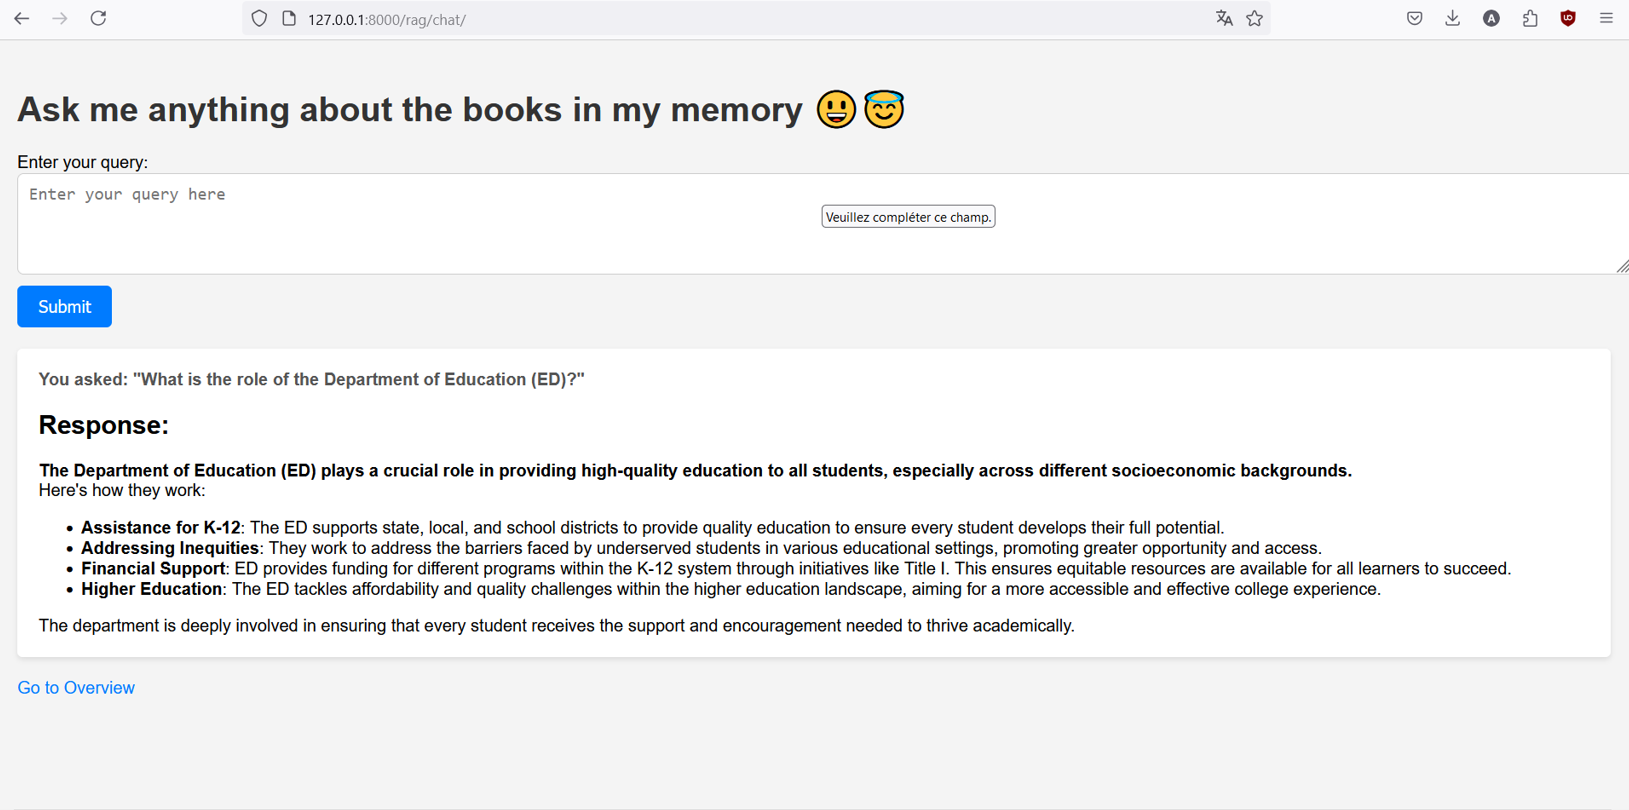 127.0.0.1:8000/rag/chat/
A
Ask me anything about the books in my memory 😃😇
Enter your query:
Enter your query here
Veuillez compléter ce champ.
Submit
You asked: "What is the role of the Department of Education (ED)?"
Response:
The Department of Education (ED) plays a crucial role in providing high-quality education to all students, especially across different socioeconomic backgrounds.
Here's how they work:
• Assistance for K-12: The ED supports state, local, and school districts to provide quality education to ensure every student develops their full potential.
• Addressing Inequities: They work to address the barriers faced by underserved students in various educational settings, promoting greater opportunity and access.
• Financial Support: ED provides funding for different programs within the K-12 system through initiatives like Title I. This ensures equitable resources are available for all learners to succeed.
• Higher Education: The ED tackles affordability and quality challenges within the higher education landscape, aiming for a more accessible and effective college experience.
The department is deeply involved in ensuring that every student receives the support and encouragement needed to thrive academically.
Go to Overview